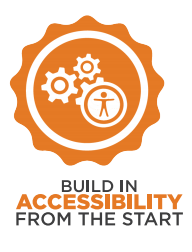 BUILD IN
ACCESSIBILITY
FROM THE START